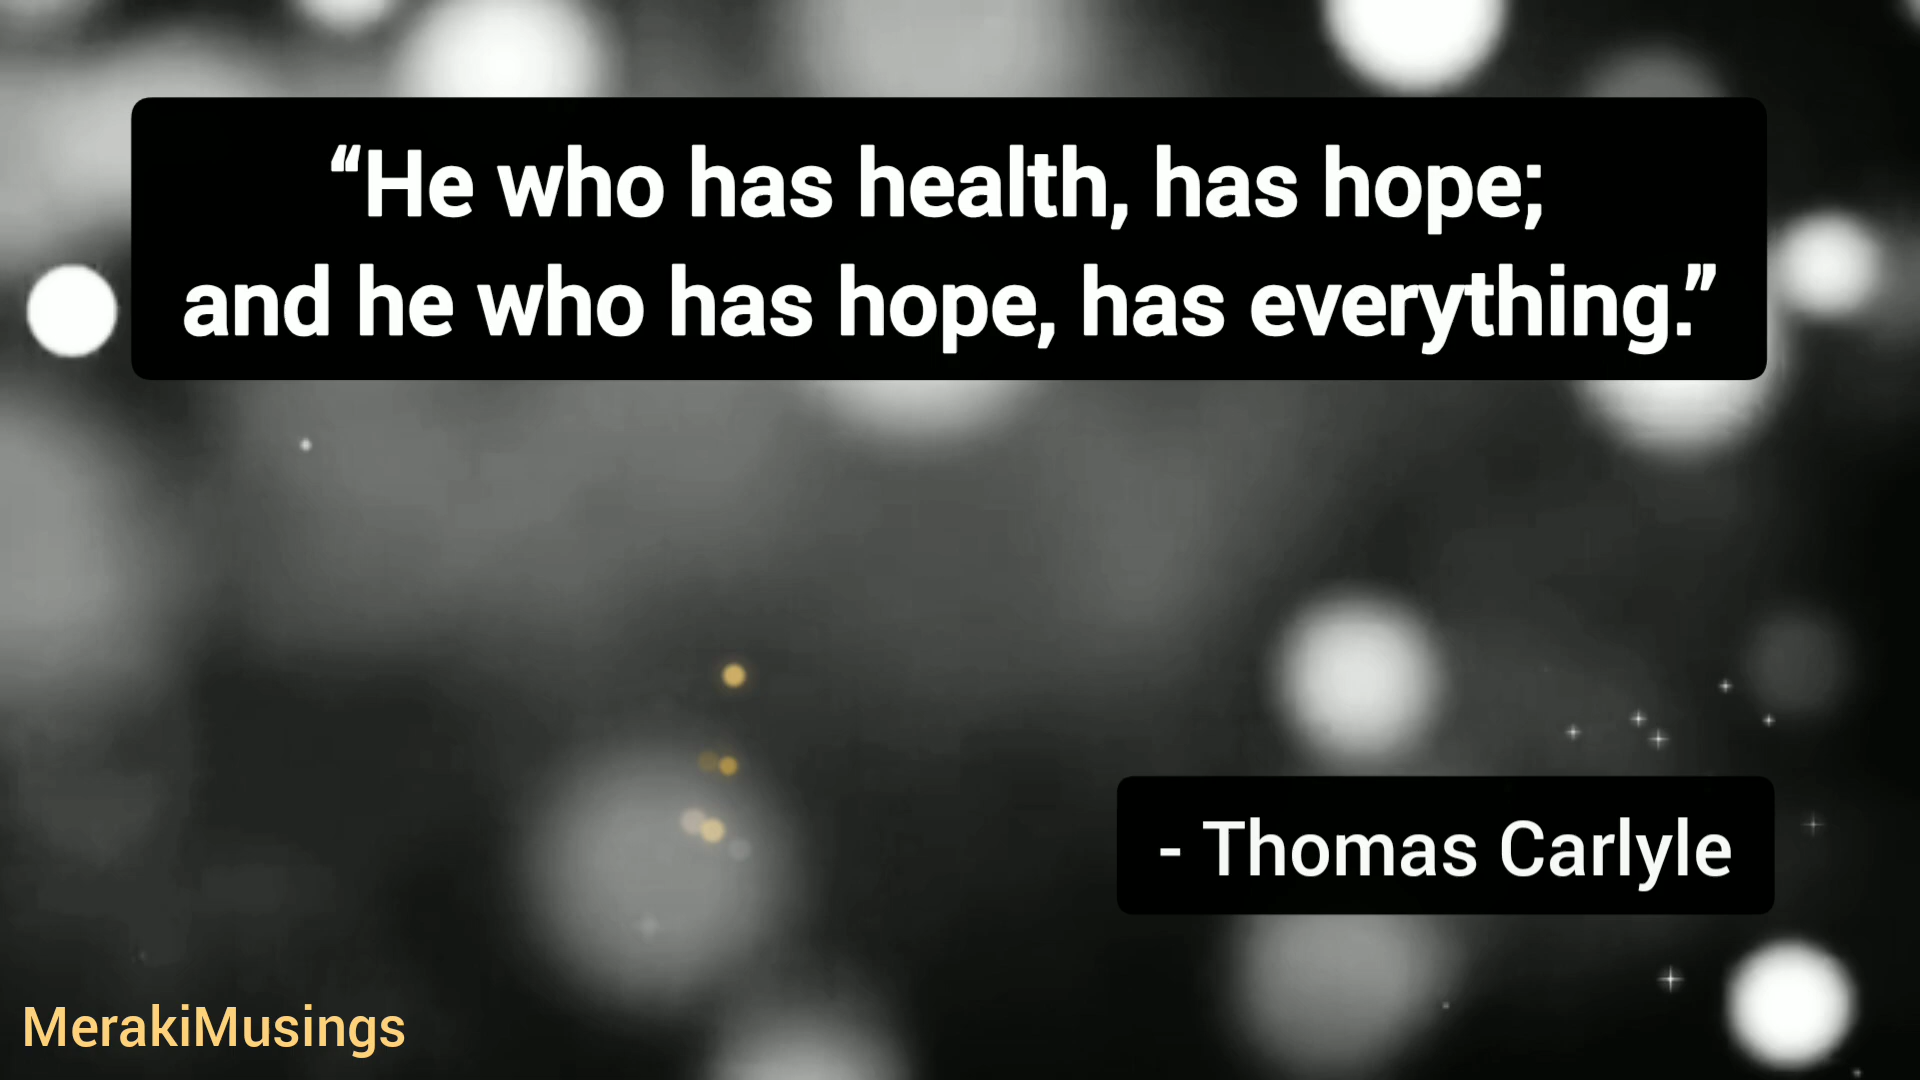 “He who has health, has hope;
and he who has hope, has everything.”
- Thomas Carlyle
MerakiMusings